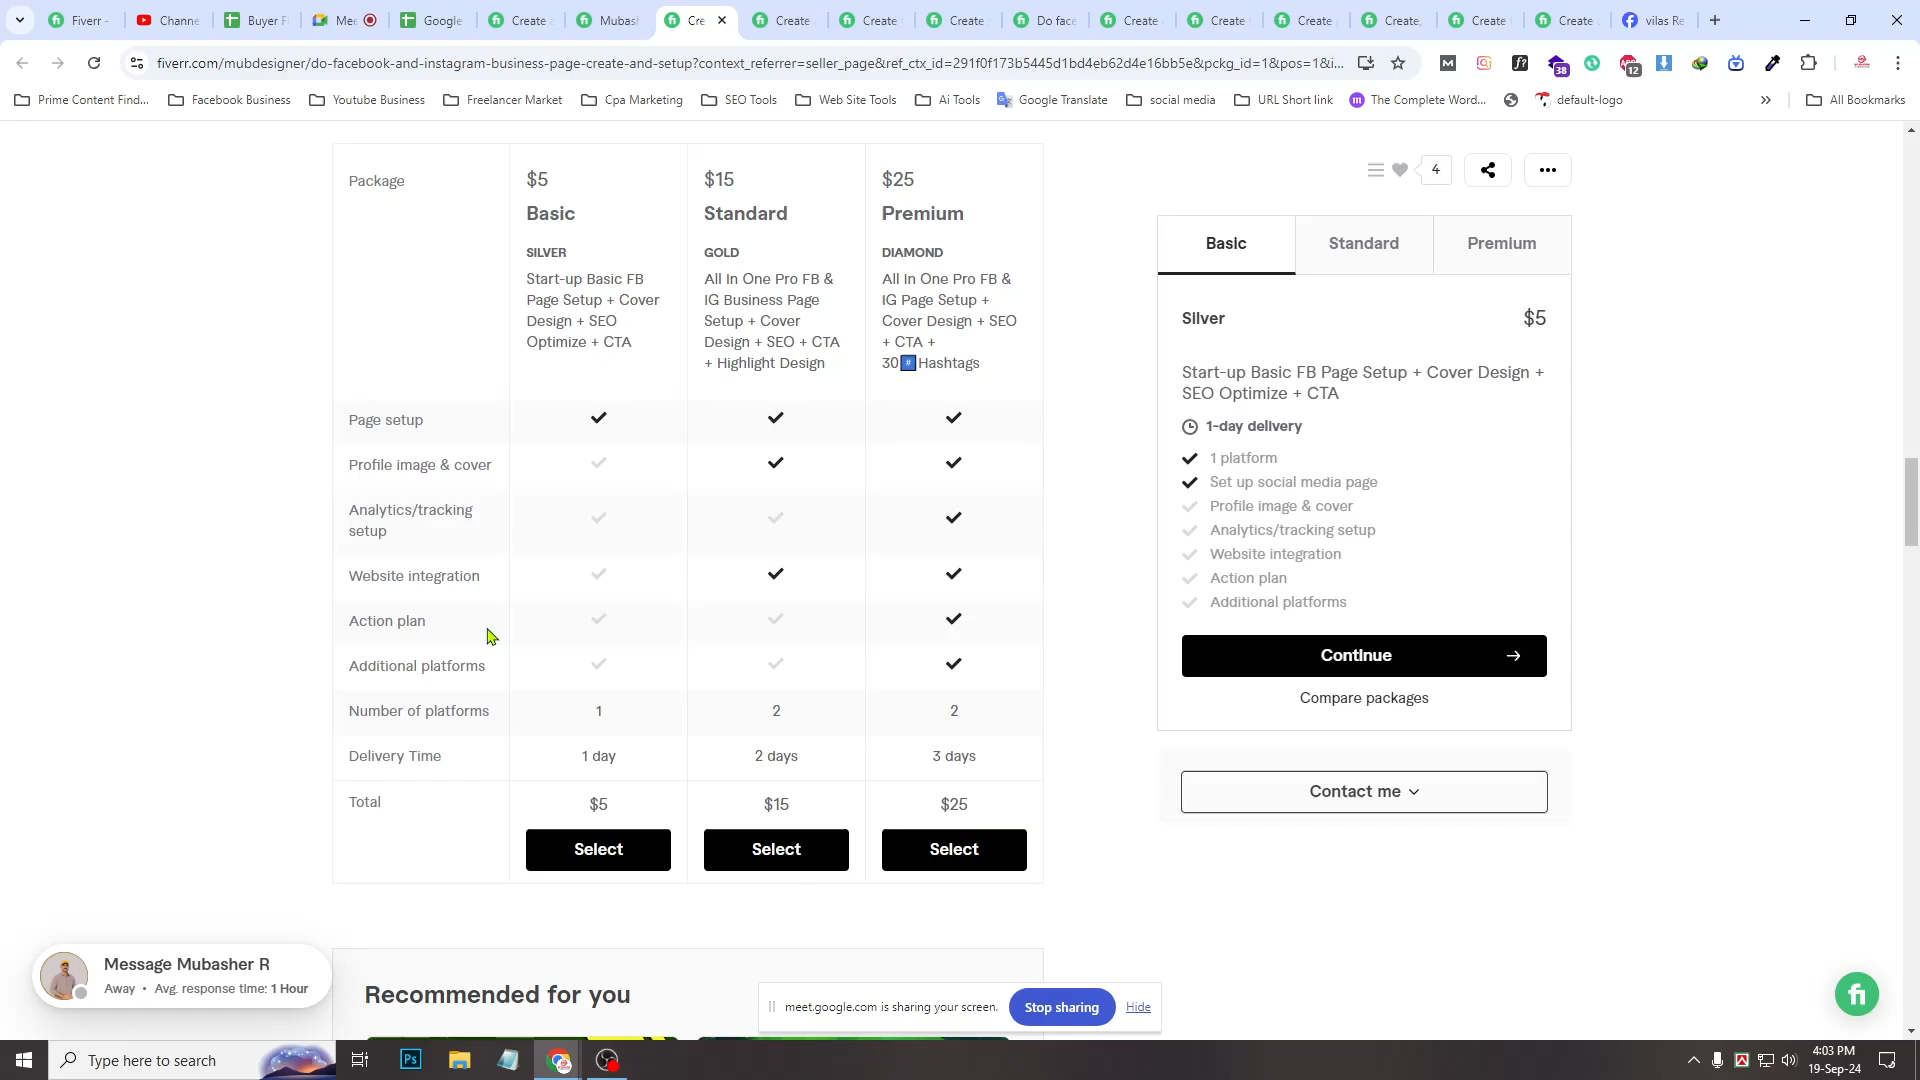 Fiverr -
Channe
Buyer F
Mee
Google
Create a
Mubash
Cre
Create
Create
Create
Do face
Create
Create
Create
Create,
Create
Create
vilas Re
fiverr.com/mubdesigner/do-facebook-and-instagram-business-page-create-and-setup?context_referrer=seller_page&ref_ctx_id=291f0f173b5445d1bd4eb62d4e16bb5e&pckg_id=1&pos=1&i...
38
12
Prime Content Find...
Facebook Business
Youtube Business
Freelancer Market
Cpa Marketing
SEO Tools
Web Site Tools
Ai Tools
Google Translate
social media
URL Short link
The Complete Word...
default-logo
All Bookmarks
Package
$5
Basic
SILVER
Start-up Basic FB
Page Setup + Cover
Design + SEO
Optimize + CTA
$15
Standard
GOLD
All In One Pro FB &
IG Business Page
Setup + Cover
Design + SEO + CTA
+ Highlight Design
$25
Premium
DIAMOND
All In One Pro FB &
IG Page Setup +
Cover Design + SEO
+ CTA +
30#️⃣Hashtags
Page setup
Profile image & cover
Analytics/tracking
setup
Website integration
Action plan
Additional platforms
Number of platforms 1 2 2
Delivery Time 1 day 2 days 3 days
Total $5 $15 $25
Select Select Select
4
Basic Standard Premium
Silver $5
Start-up Basic FB Page Setup + Cover Design +
SEO Optimize + CTA
1-day delivery
1 platform
Set up social media page
Profile image & cover
Analytics/tracking setup
Website integration
Action plan
Additional platforms
Continue
Compare packages
Contact me
Message Mubasher R
Away • Avg. response time: 1 Hour
Recommended for you
meet.google.com is sharing your screen.
Stop sharing
Hide
fi
Type here to search
Ps
4:03 PM
19-Sep-24